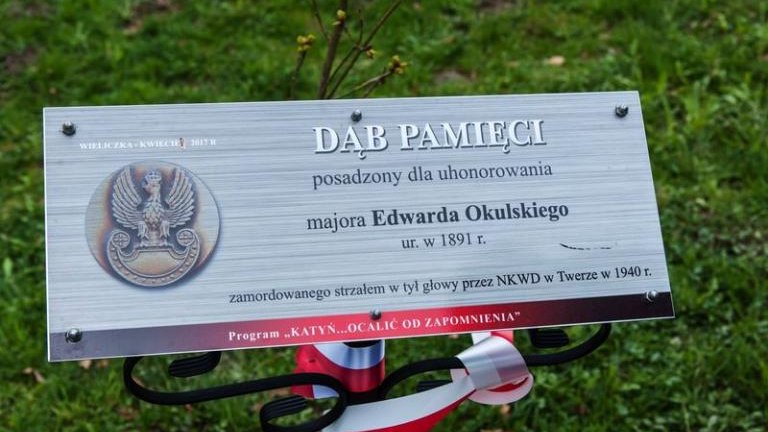 WIELICZKA - KWIECIEŃ 2017 R
DĄB PAMIĘCI
posadzony dla uhonorowania
majora Edwarda Okulskiego
ur. w 1891 r.
zamordowanego strzałem w tył głowy przez NKWD w Twerze w 1940 r.
Program „KATYŃ...OCALIĆ OD ZAPOMNIENIA”